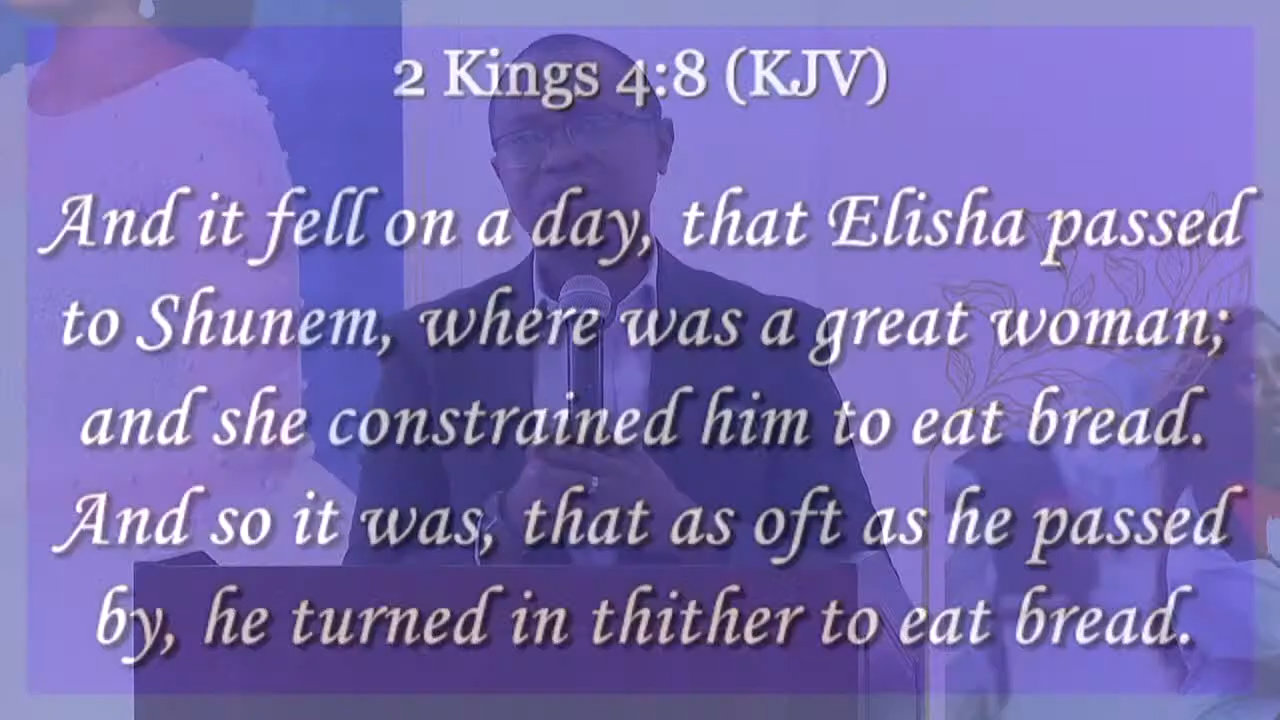 2 Kings 4:8 (KJV)
And it fell on a day, that Elisha passed
to Shunem, where was a great woman;
and she constrained him to eat bread.
And so it was, that as oft as he passed
by, he turned in thither to eat bread.